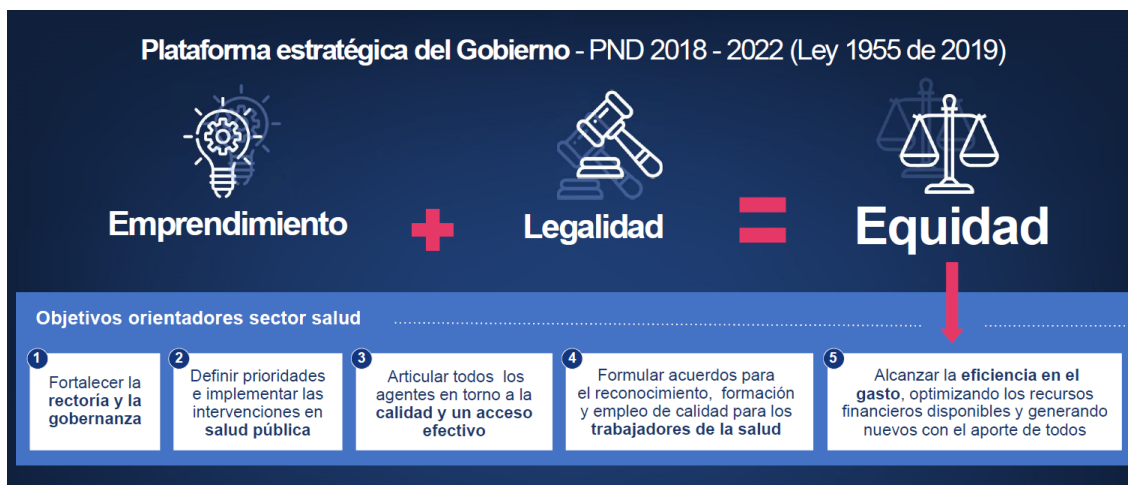 Plataforma estratégica del Gobierno - PND 2018 - 2022 (Ley 1955 de 2019)
Emprendimiento + Legalidad = Equidad
Objetivos orientadores sector salud
1
Fortalecer la
rectoría y la
gobernanza
2
Definir prioridades
e implementar las
intervenciones en
salud pública
3
Articular todos los
agentes en torno a la
calidad y un acceso
efectivo
4
Formular acuerdos para
el reconocimiento, formación
y empleo de calidad para los
trabajadores de la salud
5
Alcanzar la eficiencia en el
gasto, optimizando los recursos
financieros disponibles y generando
nuevos con el aporte de todos